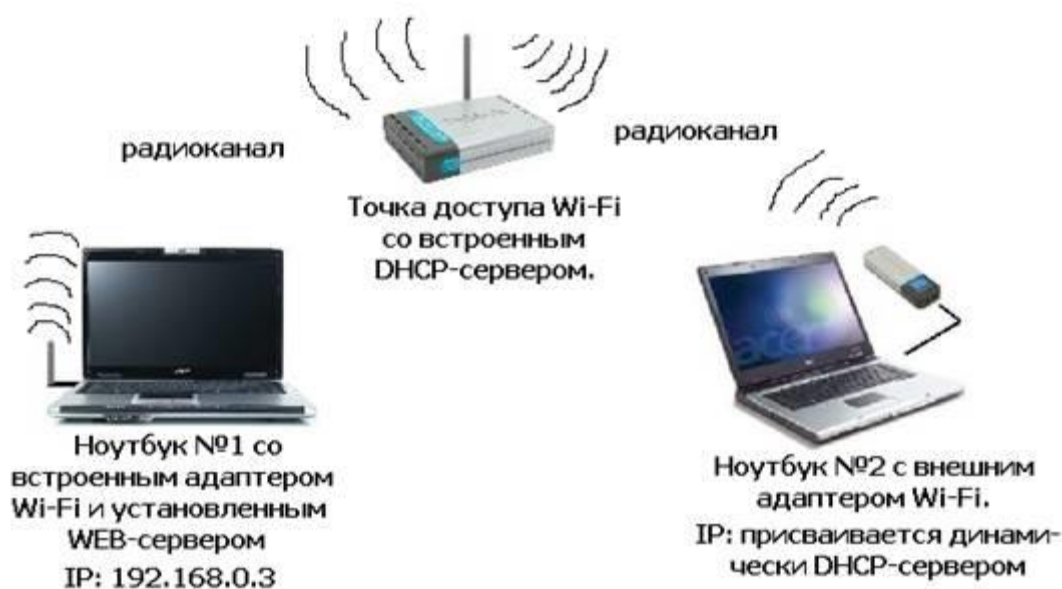 радиоканал
радиоканал
Точка доступа Wi-Fi
со встроенным
DHCP-сервером.
Ноутбук №1 со
встроенным адаптером
Wi-Fi и установленным
WEB-сервером
IP: 192.168.0.3
acer
Ноутбук №2 с внешним
адаптером Wi-Fi.
IP: присваивается динами-
чески DHCP-сервером